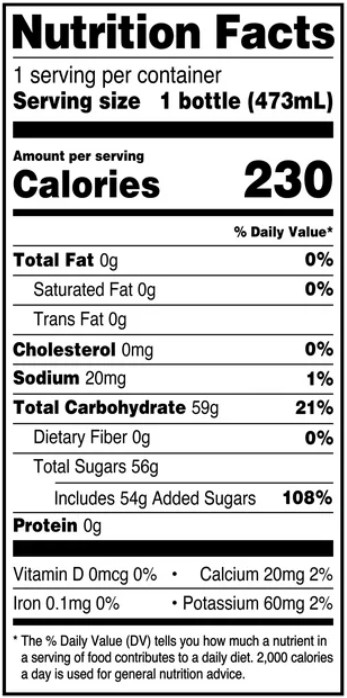 Nutrition Facts
1 serving per container
Serving size 1 bottle (473mL)
Amount per serving
Calories 230
% Daily Value*
Total Fat 0g 0%
Saturated Fat 0g 0%
Trans Fat 0g
Cholesterol 0mg 0%
Sodium 20mg 1%
Total Carbohydrate 59g 21%
Dietary Fiber 0g 0%
Total Sugars 56g
Includes 54g Added Sugars 108%
Protein 0g
Vitamin D 0mcg 0% • Calcium 20mg 2%
Iron 0.1mg 0% • Potassium 60mg 2%
* The % Daily Value (DV) tells you how much a nutrient in
a serving of food contributes to a daily diet. 2,000 calories
a day is used for general nutrition advice.